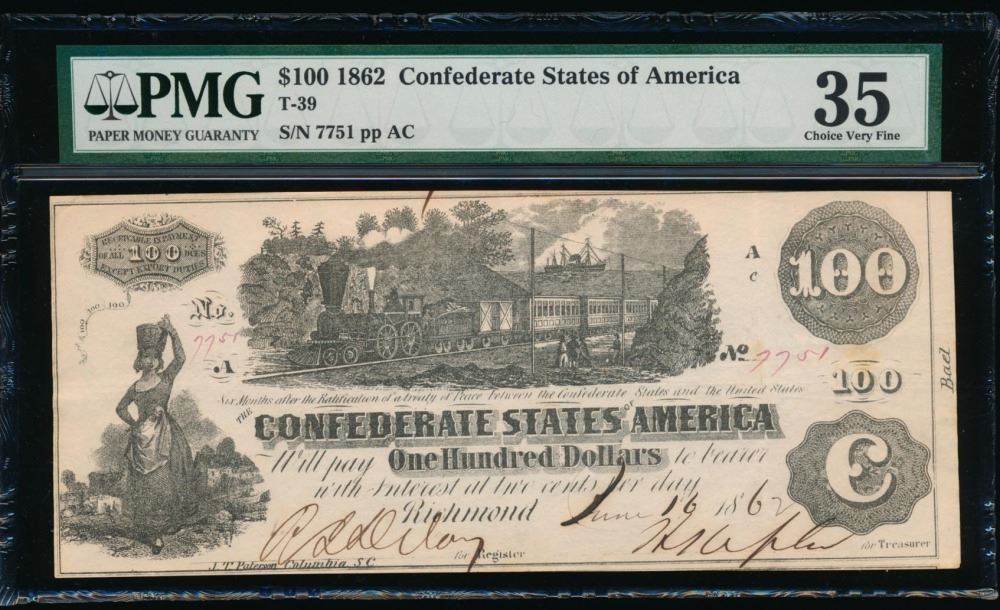 PMG
PAPER MONEY GUARANTY
$100 1862 Confederate States of America
T-39
S/N 7751 pp AC
35
Choice Very Fine
RECEIVABLE IN PAYMENT
OF ALL 100 DUES
EXCEPT EXPORT DUTIES
100 100
No.
7751
A
A
c
100
No 7751
100
Bael
Six Months after the Ratification of a treaty of Peace between the Confederate States and The United States
THE CONFEDERATE STATES OF AMERICA
Will pay One Hundred Dollars to bearer
with Interest at two cents per day
Richmond June 16 1862
C
for Register
for Treasurer
J.T. Paterson Columbia S.C